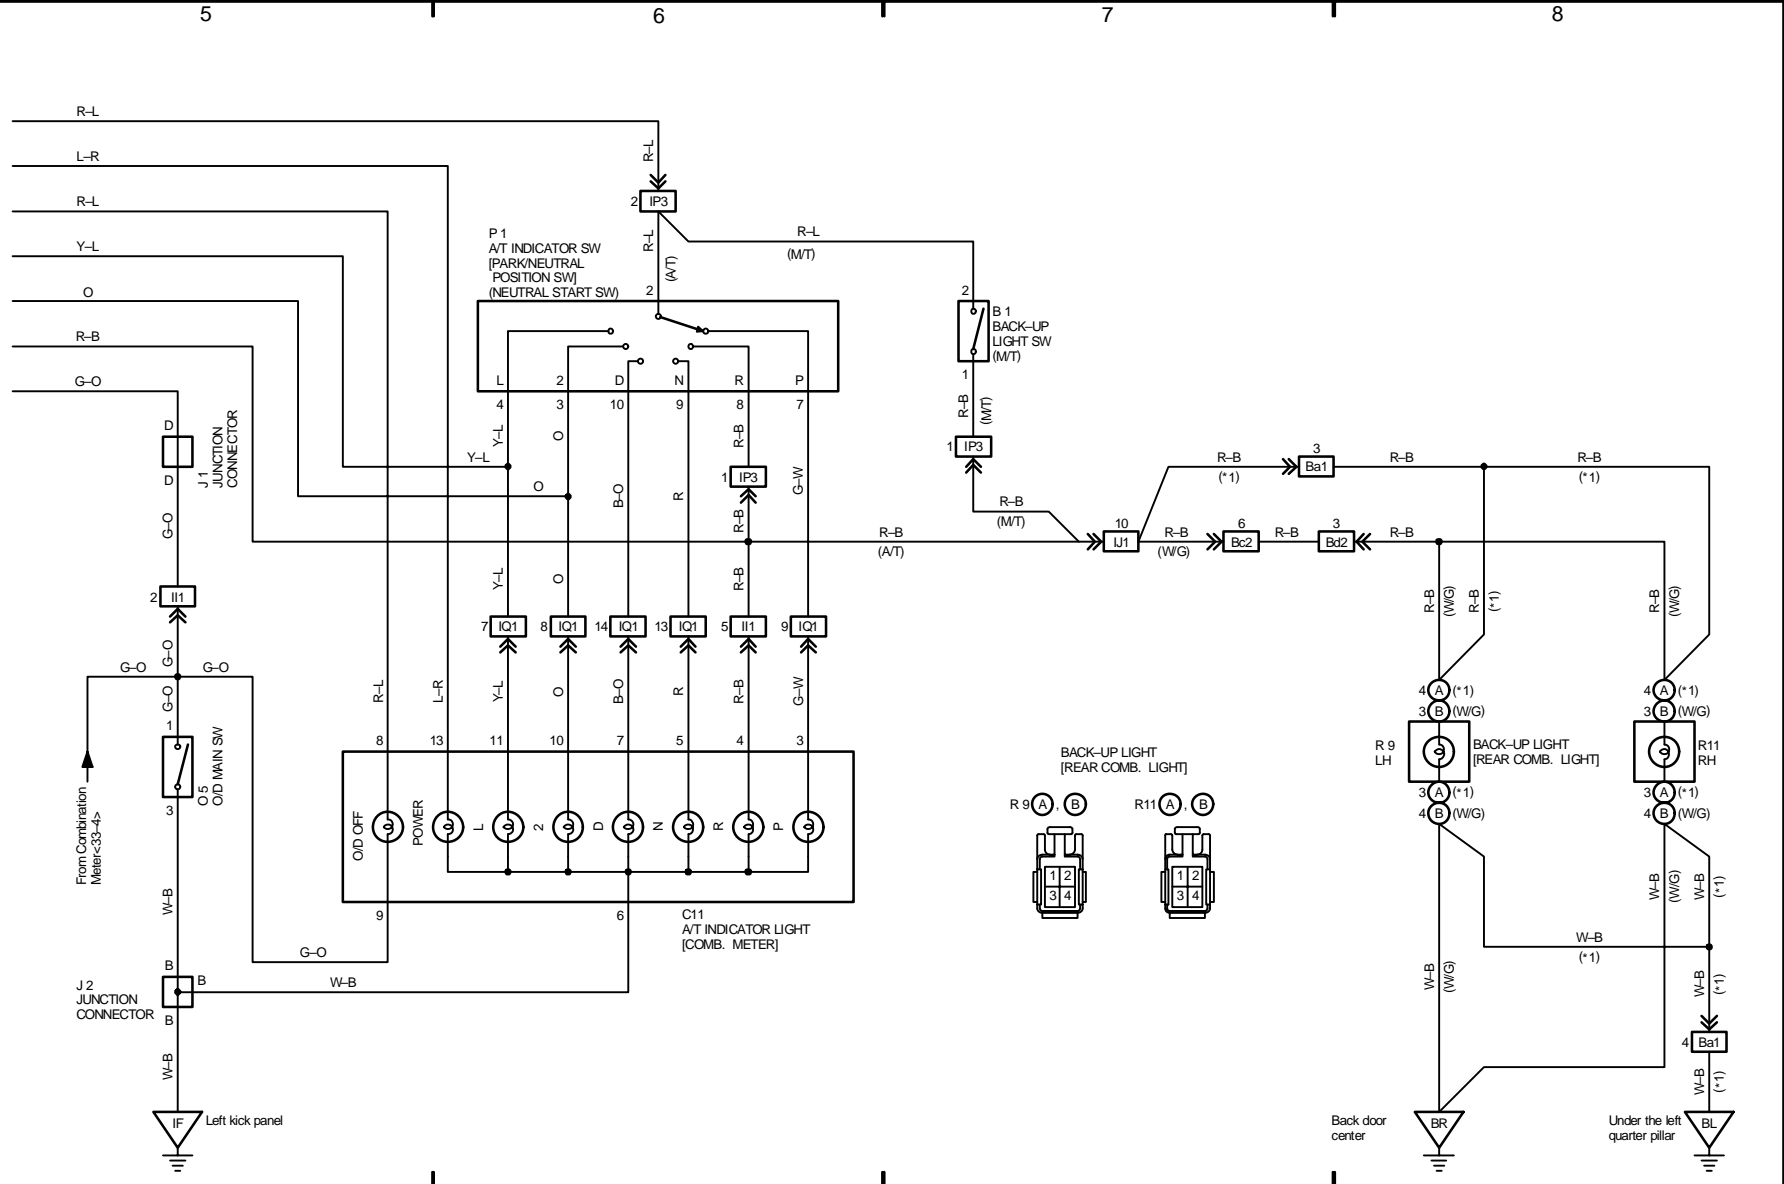 5
6
7
8
R–L
L–R
R–L
Y–L
O
R–B
G–O
R–L
2 IP3
R–L
(A/T)
R–L
(M/T)
P 1
A/T INDICATOR SW
[PARK/NEUTRAL
POSITION SW]
(NEUTRAL START SW)
2
L 2 D N R P
4 3 10 9 8 7
2
B 1
BACK–UP
LIGHT SW
(M/T)
1
R–B
(M/T)
1 IP3
R–B
(M/T)
D
J 1
JUNCTION
CONNECTOR
D
G–O
Y–L
Y–L
O
O
B–O
R
R–B
1 IP3
R–B
G–W
R–B
(A/T)
10
IJ1
R–B
(*1)
3
Ba1
R–B
R–B
(*1)
R–B
(W/G)
6
Bc2
R–B
3
Bd2
R–B
Y–L
O
R–B
2 II1
7 IQ1
8 IQ1
14 IQ1
13 IQ1
5 II1
9 IQ1
R–B
(W/G)
R–B
(*1)
R–B
(W/G)
G–O
G–O
G–O
G–O
R–L
L–R
Y–L
O
B–O
R
R–B
G–W
1
O 5
O/D MAIN SW
3
From Combination
Meter<33–4>
8 13 11 10 7 5 4 3
O/D OFF
POWER
L
2
D
N
R
P
9
6
C11
A/T INDICATOR LIGHT
[COMB. METER]
BACK–UP LIGHT
[REAR COMB. LIGHT]
R 9 A , B
R11 A , B
1 2
3 4
1 2
3 4
4 A (*1)
3 B (W/G)
R 9
LH
BACK–UP LIGHT
[REAR COMB. LIGHT]
3 A (*1)
4 B (W/G)
4 A (*1)
3 B (W/G)
R11
RH
3 A (*1)
4 B (W/G)
W–B
G–O
W–B
B
B
B
J 2
JUNCTION
CONNECTOR
W–B
IF
Left kick panel
W–B
(W/G)
W–B
(*1)
W–B
(*1)
W–B
(W/G)
W–B
(*1)
4 Ba1
W–B
(*1)
Back door
center
BR
Under the left
quarter pillar
BL